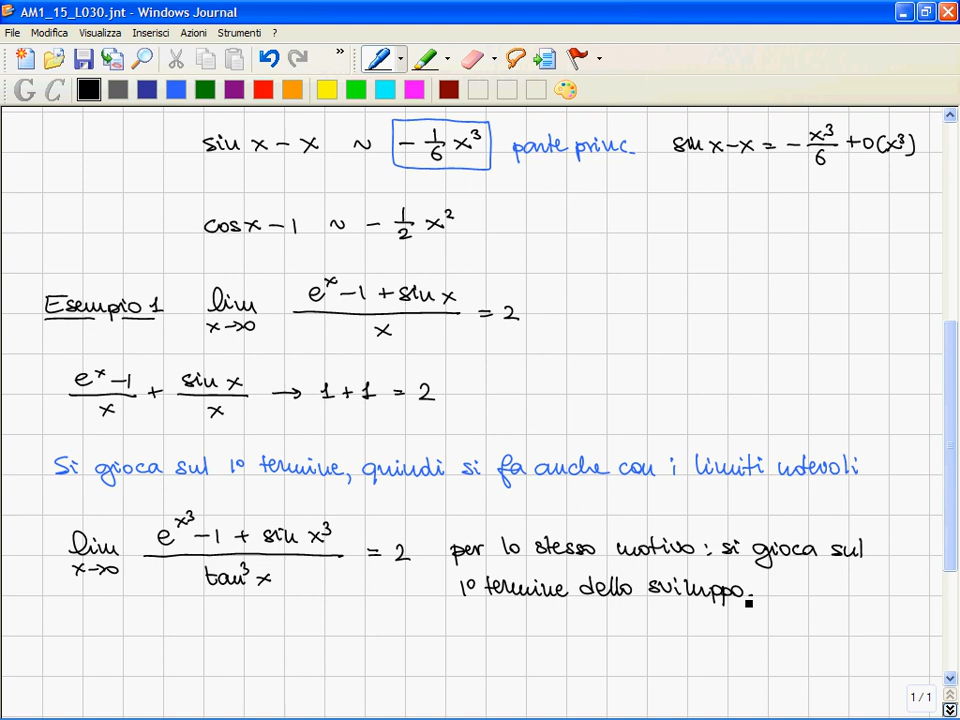 AM1_15_L030.jnt - Windows Journal
File Modifica Visualizza Inserisci Azioni Strumenti ?
G C
sin x - x ~ - 1/6 x³ parte princ. sin x - x = - x³/6 + o(x³)
cos x - 1 ~ - 1/2 x²
Esempio 1 lim x→0 (e^x - 1 + sin x)/x = 2
(e^x - 1)/x + (sin x)/x → 1 + 1 = 2
Si gioca sul 1° termine, quindi si fa anche con i limiti notevoli
lim x→0 (e^x³ - 1 + sin x³)/(tan³ x) = 2 per lo stesso motivo: si gioca sul
1° termine dello sviluppo.
1 / 1